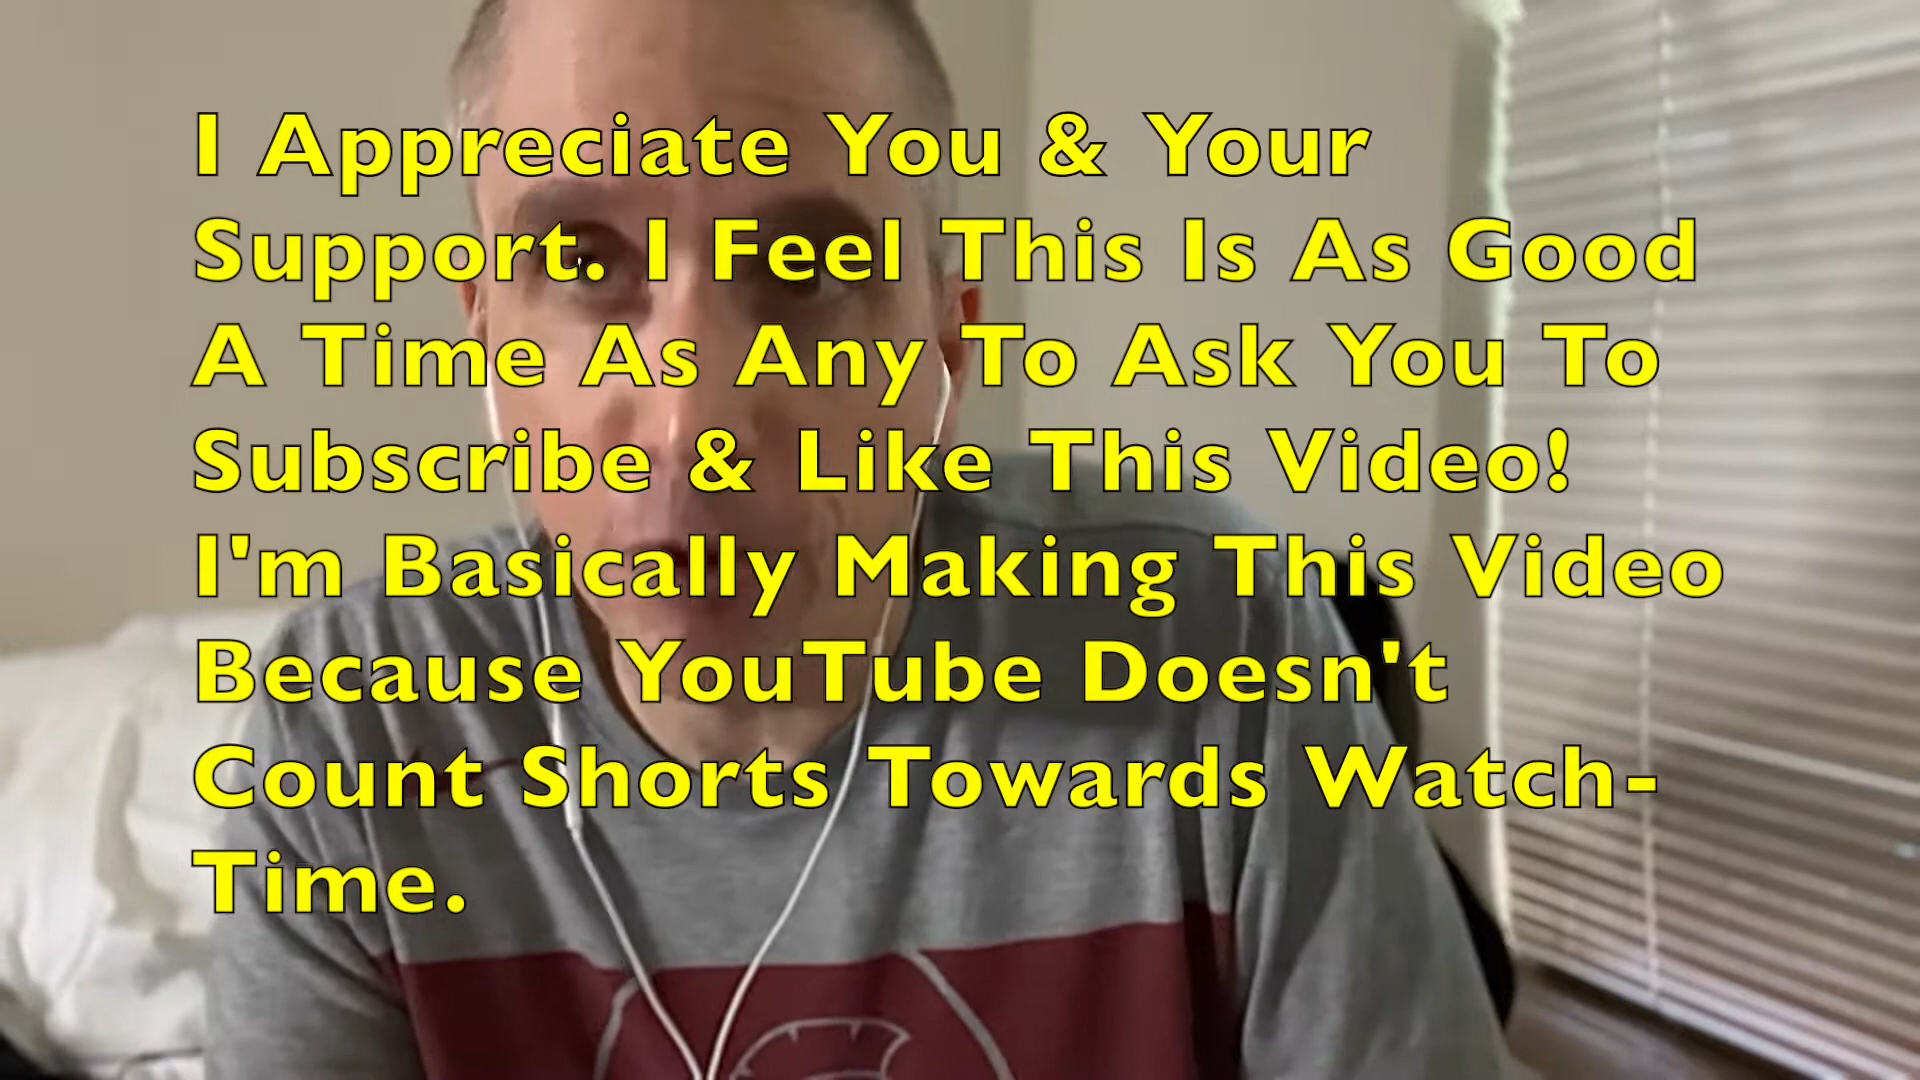 I Appreciate You & Your
Support. I Feel This Is As Good
A Time As Any To Ask You To
Subscribe & Like This Video!
I'm Basically Making This Video
Because YouTube Doesn't
Count Shorts Towards Watch-
Time.